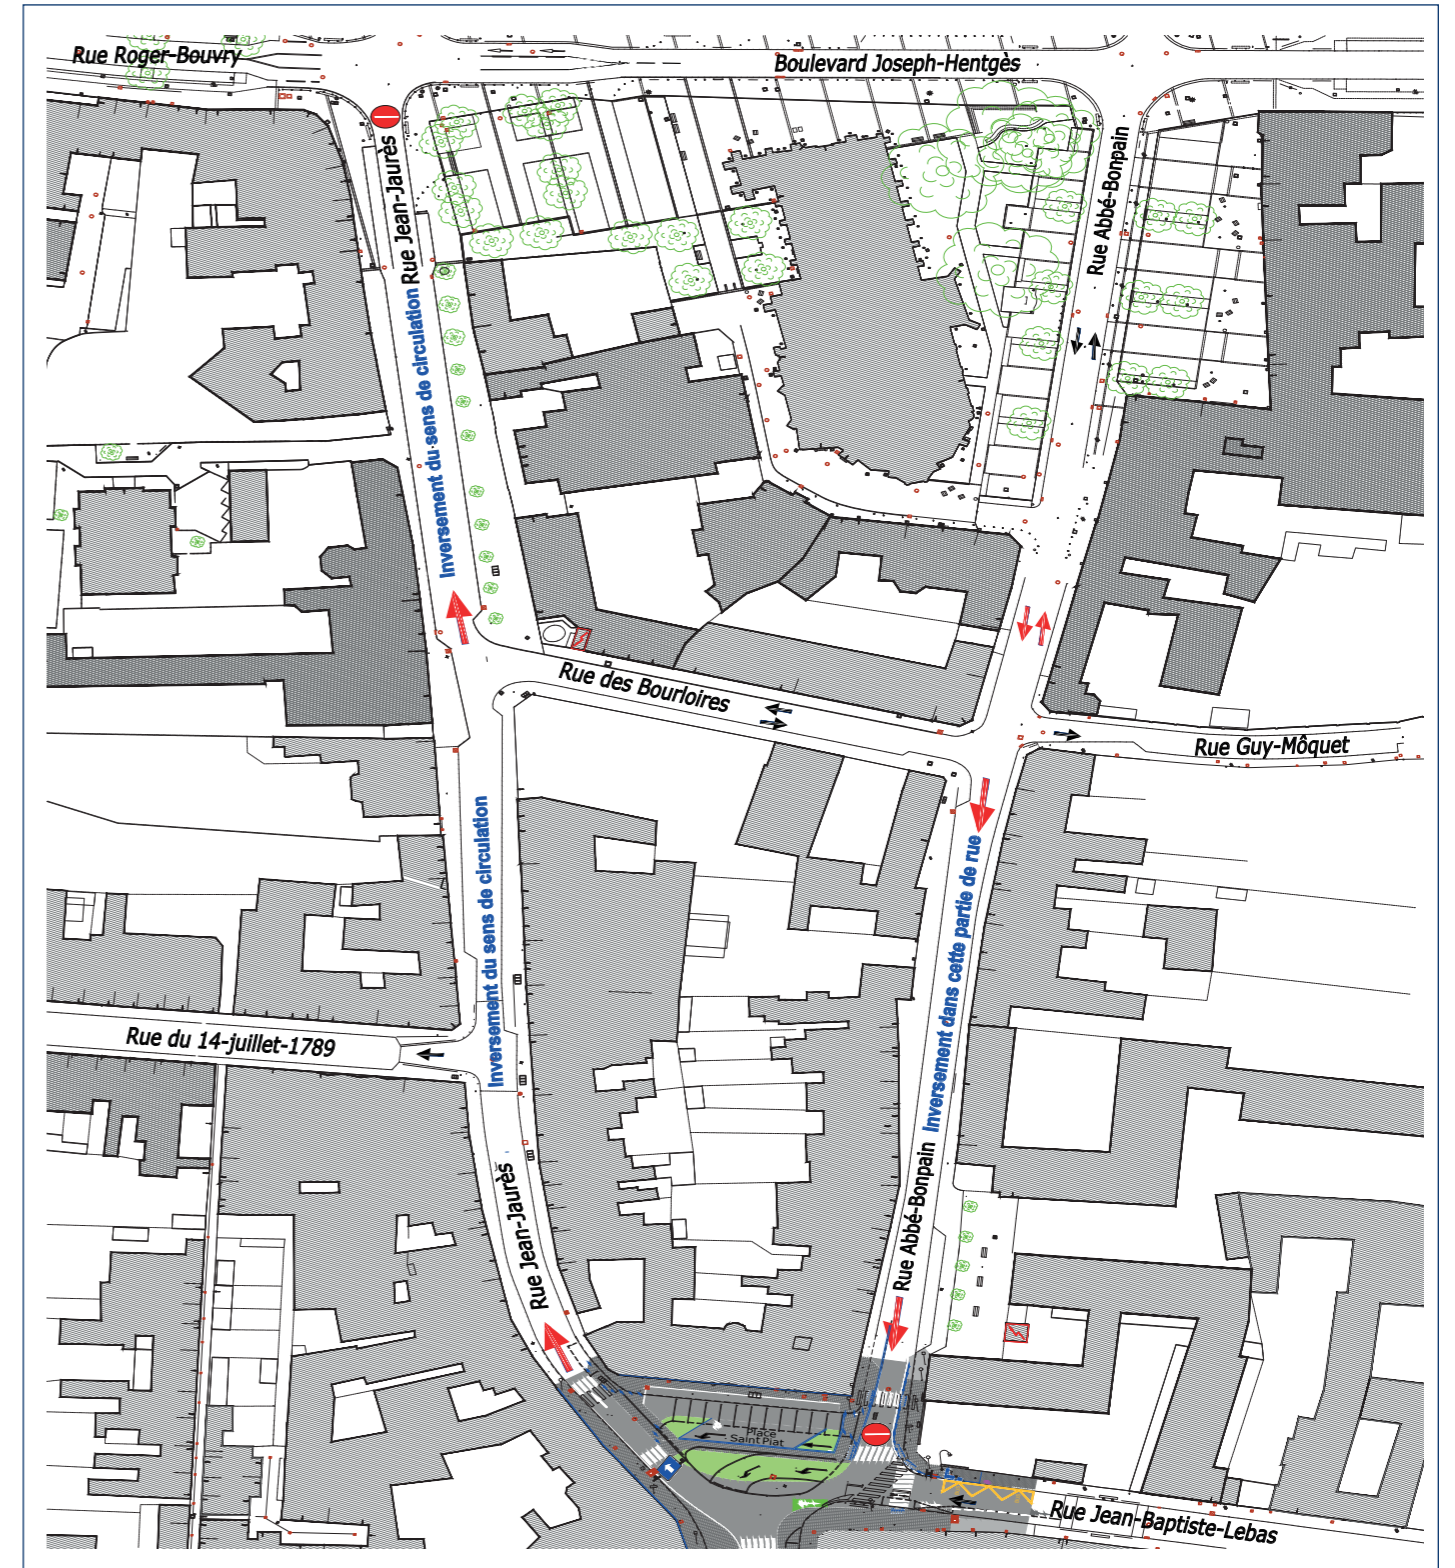 Rue Roger-Bouvry
Boulevard Joseph-Hentgès
Rue Jean-Jaurès
Rue Abbé-Bonpain
Inversement du sens de circulation
Rue des Bourloires
Rue Guy-Môquet
Inversement du sens de circulation
Inversement dans cette partie de rue
Rue du 14-juillet-1789
Rue Jean-Jaurès
Rue Abbé-Bonpain
Place
Saint Piat
Rue Jean-Baptiste-Lebas